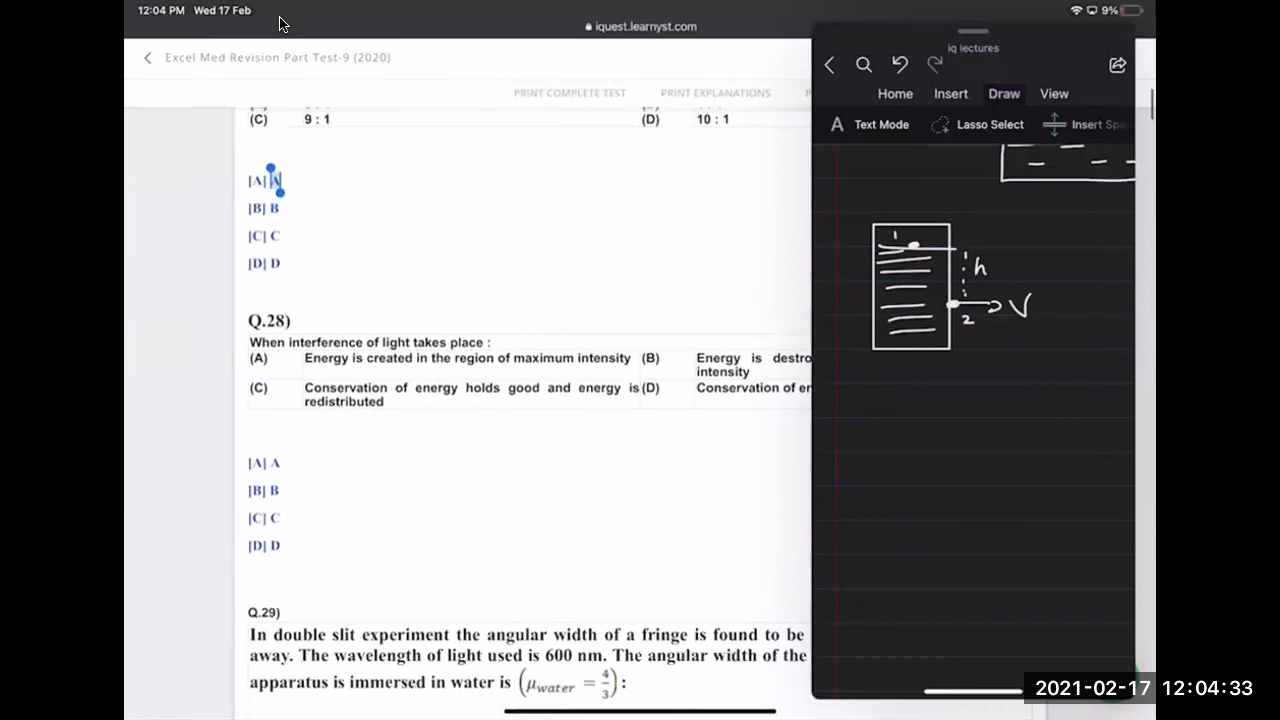 12:04 PM Wed 17 Feb
9%
iquest.learnyst.com
Excel Med Revision Part Test-9 (2020)
PRINT COMPLETE TEST PRINT EXPLANATIONS
(C) 9 : 1 (D) 10 : 1
[A] A
[B] B
[C] C
[D] D
Q.28)
When interference of light takes place :
(A) Energy is created in the region of maximum intensity (B) Energy is destro
intensity
(C) Conservation of energy holds good and energy is (D) Conservation of er
redistributed
[A] A
[B] B
[C] C
[D] D
Q.29)
In double slit experiment the angular width of a fringe is found to be
away. The wavelength of light used is 600 nm. The angular width of the
apparatus is immersed in water is (μwater = 4/3) :
iq lectures
Home Insert Draw View
A Text Mode Lasso Select Insert Spa
1
h
2
V
2021-02-17 12:04:33